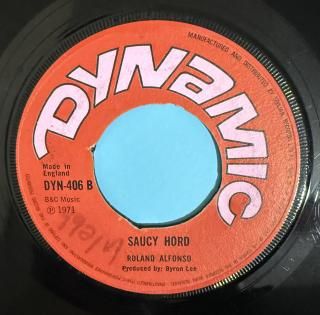 DYNAMIC
MANUFACTURED AND DISTRIBUTED BY
Made in
England
DYN-406 B
B&C Music
℗ 1971
SAUCY HORD
ROLAND ALFONSO
Produced by: Byron Lee